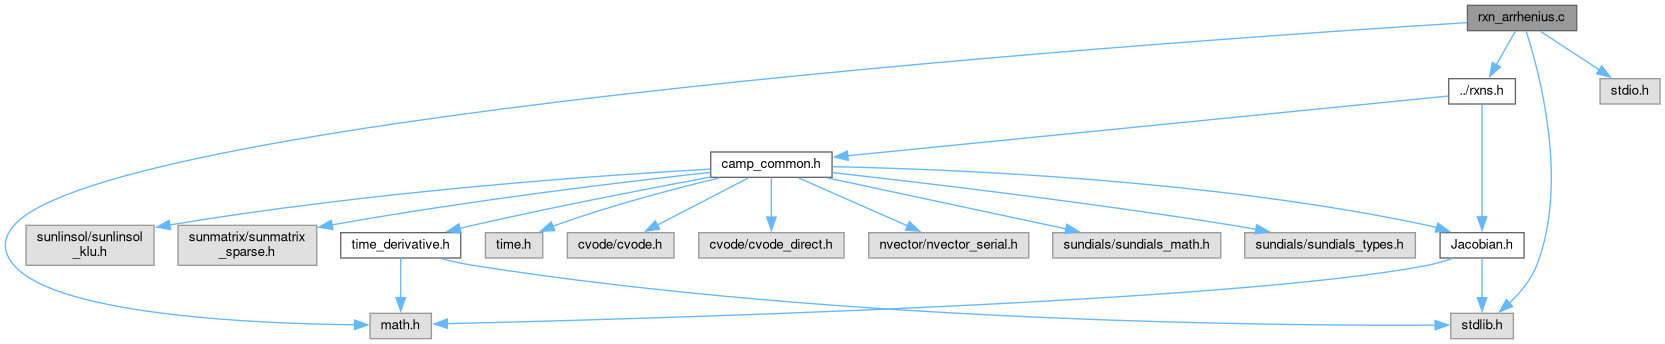 rxn_arrhenius.c
../rxns.h
stdio.h
camp_common.h
sunlinsol/sunlinsol
_klu.h
sunmatrix/sunmatrix
_sparse.h
time_derivative.h
time.h
cvode/cvode.h
cvode/cvode_direct.h
nvector/nvector_serial.h
sundials/sundials_math.h
sundials/sundials_types.h
Jacobian.h
math.h
stdlib.h